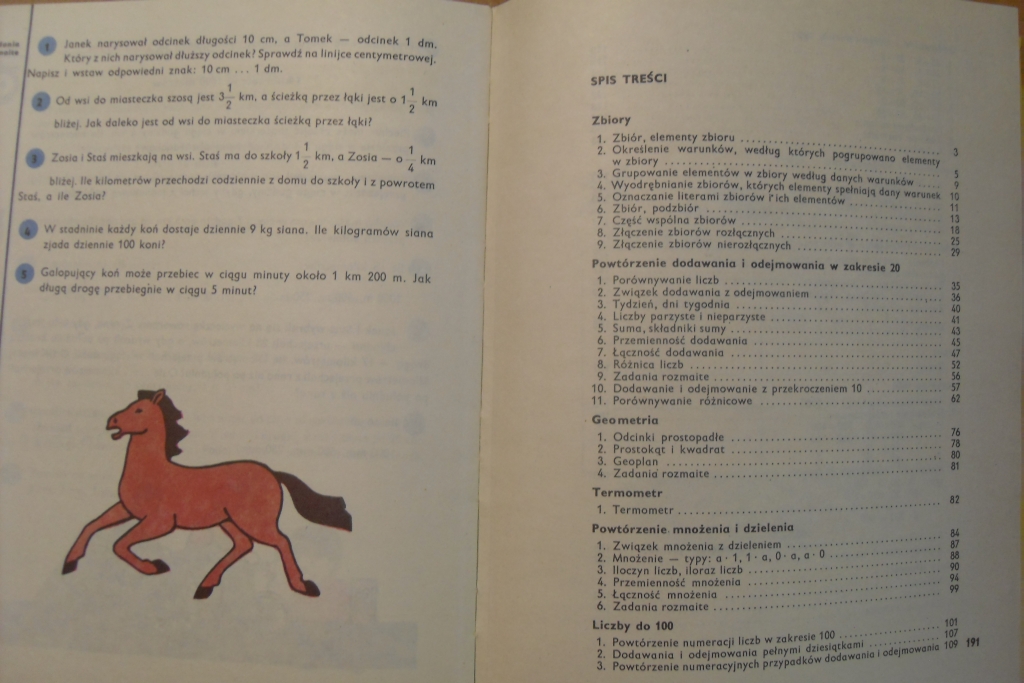 1 Janek narysował odcinek długości 10 cm, a Tomek — odcinek 1 dm.
Który z nich narysował dłuższy odcinek? Sprawdź na linijce centymetrowej.
Napisz i wstaw odpowiedni znak: 10 cm ... 1 dm.
2 Od wsi do miasteczka szosą jest 3 1/2 km, a ścieżką przez łąki jest o 1 1/2 km
bliżej. Jak daleko jest od wsi do miasteczka ścieżką przez łąki?
3 Zosia i Staś mieszkają na wsi. Staś ma do szkoły 1 1/2 km, a Zosia — o 1/4 km
bliżej. Ile kilometrów przechodzi codziennie z domu do szkoły i z powrotem
Staś, a ile Zosia?
4 W stadninie każdy koń dostaje dziennie 9 kg siana. Ile kilogramów siana
zjada dziennie 100 koni?
5 Galopujący koń może przebiec w ciągu minuty około 1 km 200 m. Jak
długą drogę przebiegnie w ciągu 5 minut?
SPIS TREŚCI
Zbiory
1. Zbiór, elementy zbioru ... 3
2. Określenie warunków, według których pogrupowano elementy
w zbiory ... 5
3. Grupowanie elementów w zbiory według danych warunków ... 9
4. Wyodrębnianie zbiorów, których elementy spełniają dany warunek 10
5. Oznaczanie literami zbiorów i ich elementów ... 11
6. Zbiór, podzbiór ... 13
7. Część wspólna zbiorów ... 18
8. Złączenie zbiorów rozłącznych ... 25
9. Złączenie zbiorów nierozłącznych ... 29
Powtórzenie dodawania i odejmowania w zakresie 20
1. Porównywanie liczb ... 35
2. Związek dodawania z odejmowaniem ... 36
3. Tydzień, dni tygodnia ... 40
4. Liczby parzyste i nieparzyste ... 41
5. Suma, składniki sumy ... 43
6. Przemienność dodawania ... 45
7. Łączność dodawania ... 47
8. Różnica liczb ... 52
9. Zadania rozmaite ... 56
10. Dodawanie i odejmowanie z przekroczeniem 10 ... 57
11. Porównywanie różnicowe ... 62
Geometria
1. Odcinki prostopadłe ... 76
2. Prostokąt i kwadrat ... 78
3. Geoplan ... 80
4. Zadania rozmaite ... 81
Termometr
1. Termometr ... 82
Powtórzenie mnożenia i dzielenia
1. Związek mnożenia z dzieleniem ... 84
2. Mnożenie — typy: a · 1, 1 · a, 0 · a, a · 0 ... 87
3. Iloczyn liczb, iloraz liczb ... 88
4. Przemienność mnożenia ... 90
5. Łączność mnożenia ... 94
6. Zadania rozmaite ... 99
Liczby do 100
1. Powtórzenie numeracji liczb w zakresie 100 ... 101
2. Dodawania i odejmowania pełnymi dziesiątkami ... 107
3. Powtórzenie numeracyjnych przypadków dodawania i odejmowania 109
191